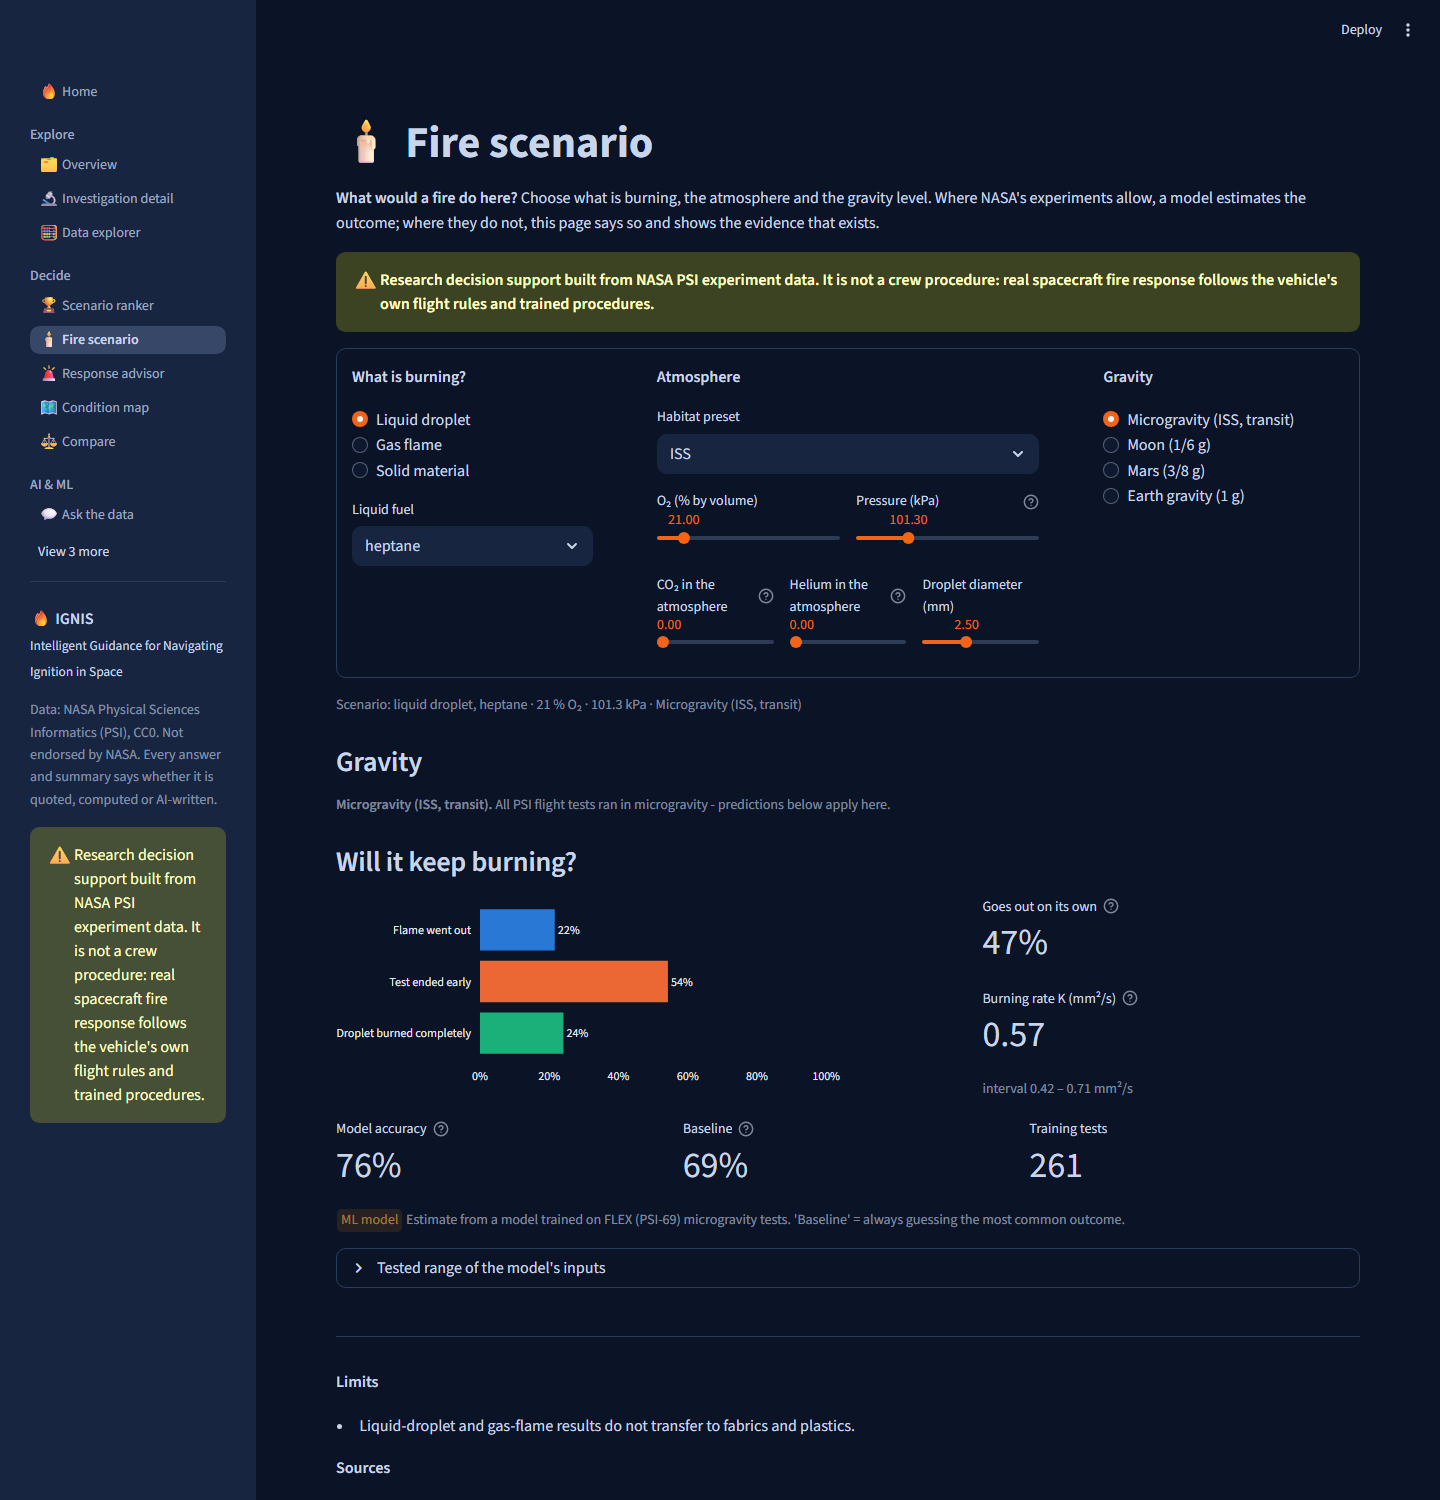 Deploy
Home
Explore
Overview
Investigation detail
Data explorer
Decide
Scenario ranker
Fire scenario
Response advisor
Condition map
Compare
AI & ML
Ask the data
View 3 more
IGNIS
Intelligent Guidance for Navigating
Ignition in Space
Data: NASA Physical Sciences
Informatics (PSI), CC0. Not
endorsed by NASA. Every answer
and summary says whether it is
quoted, computed or AI-written.
Research decision
support built from
NASA PSI
experiment data. It
is not a crew
procedure: real
spacecraft fire
response follows
the vehicle's own
flight rules and
trained procedures.
Fire scenario
What would a fire do here? Choose what is burning, the atmosphere and the gravity level. Where NASA's experiments allow, a model estimates the
outcome; where they do not, this page says so and shows the evidence that exists.
Research decision support built from NASA PSI experiment data. It is not a crew procedure: real spacecraft fire response follows the vehicle's
own flight rules and trained procedures.
What is burning?
Liquid droplet
Gas flame
Solid material
Liquid fuel
heptane
Atmosphere
Habitat preset
ISS
O₂ (% by volume)
21.00
Pressure (kPa)
101.30
CO₂ in the
atmosphere
0.00
Helium in the
atmosphere
0.00
Droplet diameter
(mm)
2.50
Gravity
Microgravity (ISS, transit)
Moon (1/6 g)
Mars (3/8 g)
Earth gravity (1 g)
Scenario: liquid droplet, heptane · 21 % O₂ · 101.3 kPa · Microgravity (ISS, transit)
Gravity
Microgravity (ISS, transit). All PSI flight tests ran in microgravity - predictions below apply here.
Will it keep burning?
Flame went out 22%
Test ended early 54%
Droplet burned completely 24%
0% 20% 40% 60% 80% 100%
Goes out on its own
47%
Burning rate K (mm²/s)
0.57
interval 0.42 – 0.71 mm²/s
Model accuracy
76%
Baseline
69%
Training tests
261
ML model Estimate from a model trained on FLEX (PSI-69) microgravity tests. 'Baseline' = always guessing the most common outcome.
Tested range of the model's inputs
Limits
• Liquid-droplet and gas-flame results do not transfer to fabrics and plastics.
Sources